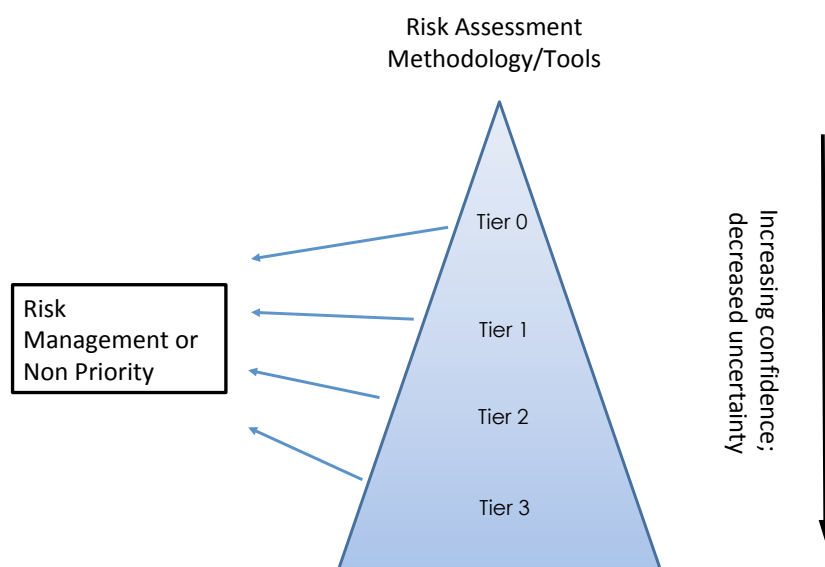 Risk Assessment
Methodology/Tools
Tier 0
Tier 1
Tier 2
Tier 3
Risk
Management or
Non Priority
Increasing confidence;
decreased uncertainty